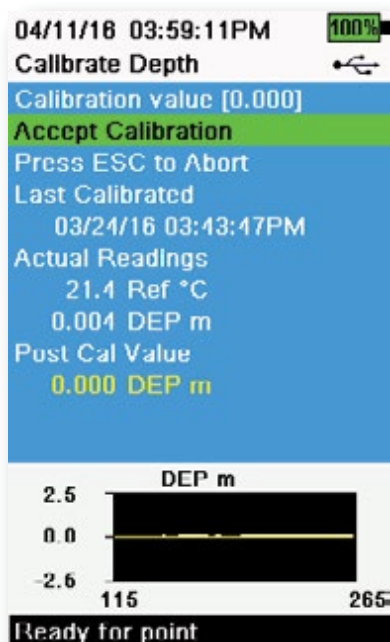 04/11/16 03:59:11PM 100%
Calibrate Depth
Calibration value [0.000]
Accept Calibration
Press ESC to Abort
Last Calibrated
03/24/16 03:43:47PM
Actual Readings
21.4 Ref °C
0.004 DEP m
Post Cal Value
0.000 DEP m
DEP m
2.5
0.0
-2.6
115 265
Ready for point